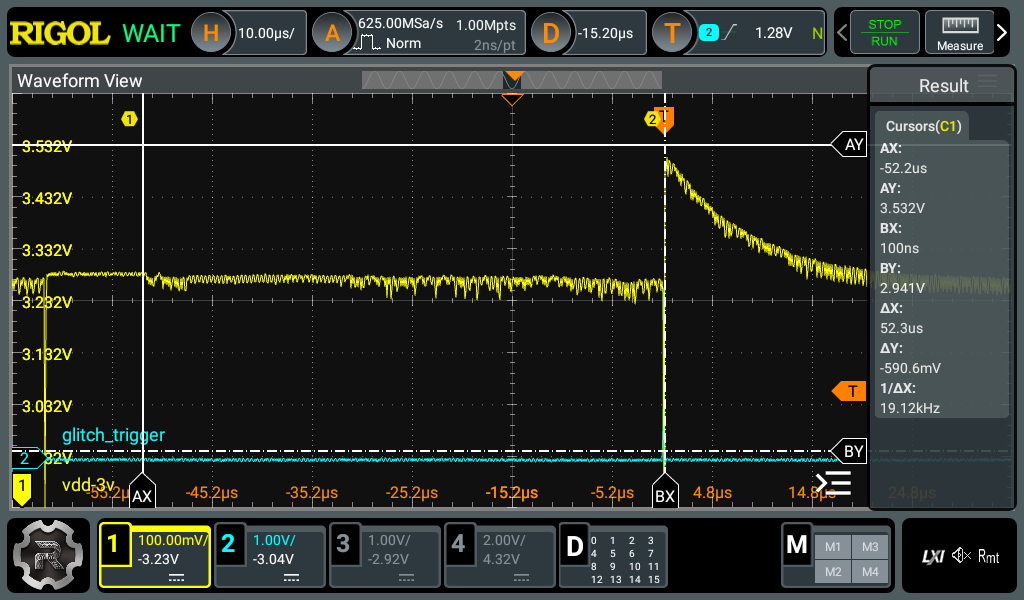 RIGOL WAIT H 10.00µs/ A 625.00MSa/s 1.00Mpts D -15.20µs T 2 1.28V N STOP
Norm 2ns/pt RUN Measure
Waveform View
Result
1 2 T
Cursors(C1)
3.532V AY
AX:
-52.2us
AY:
3.432V
3.532V
BX:
3.332V
100ns
BY:
2.941V
3.232V
ΔX:
52.3us
3.132V
ΔY:
-590.6mV
1/ΔX:
T
3.032V
19.12kHz
glitch_trigger
2 32V BY
1 vdd-3v
-55.2µs AX -45.2µs -35.2µs -25.2µs -15.2µs -5.2µs BX 4.8µs 14.8µs 24.8µs
R
1 100.00mV/ -3.23V
2 1.00V/ -3.04V
3 1.00V/ -2.92V
4 2.00V/ 4.32V
D 0 1 2 3
4 5 6 7
8 9 10 11
12 13 14 15
M M1 M3
M2 M4
LXI Rmt